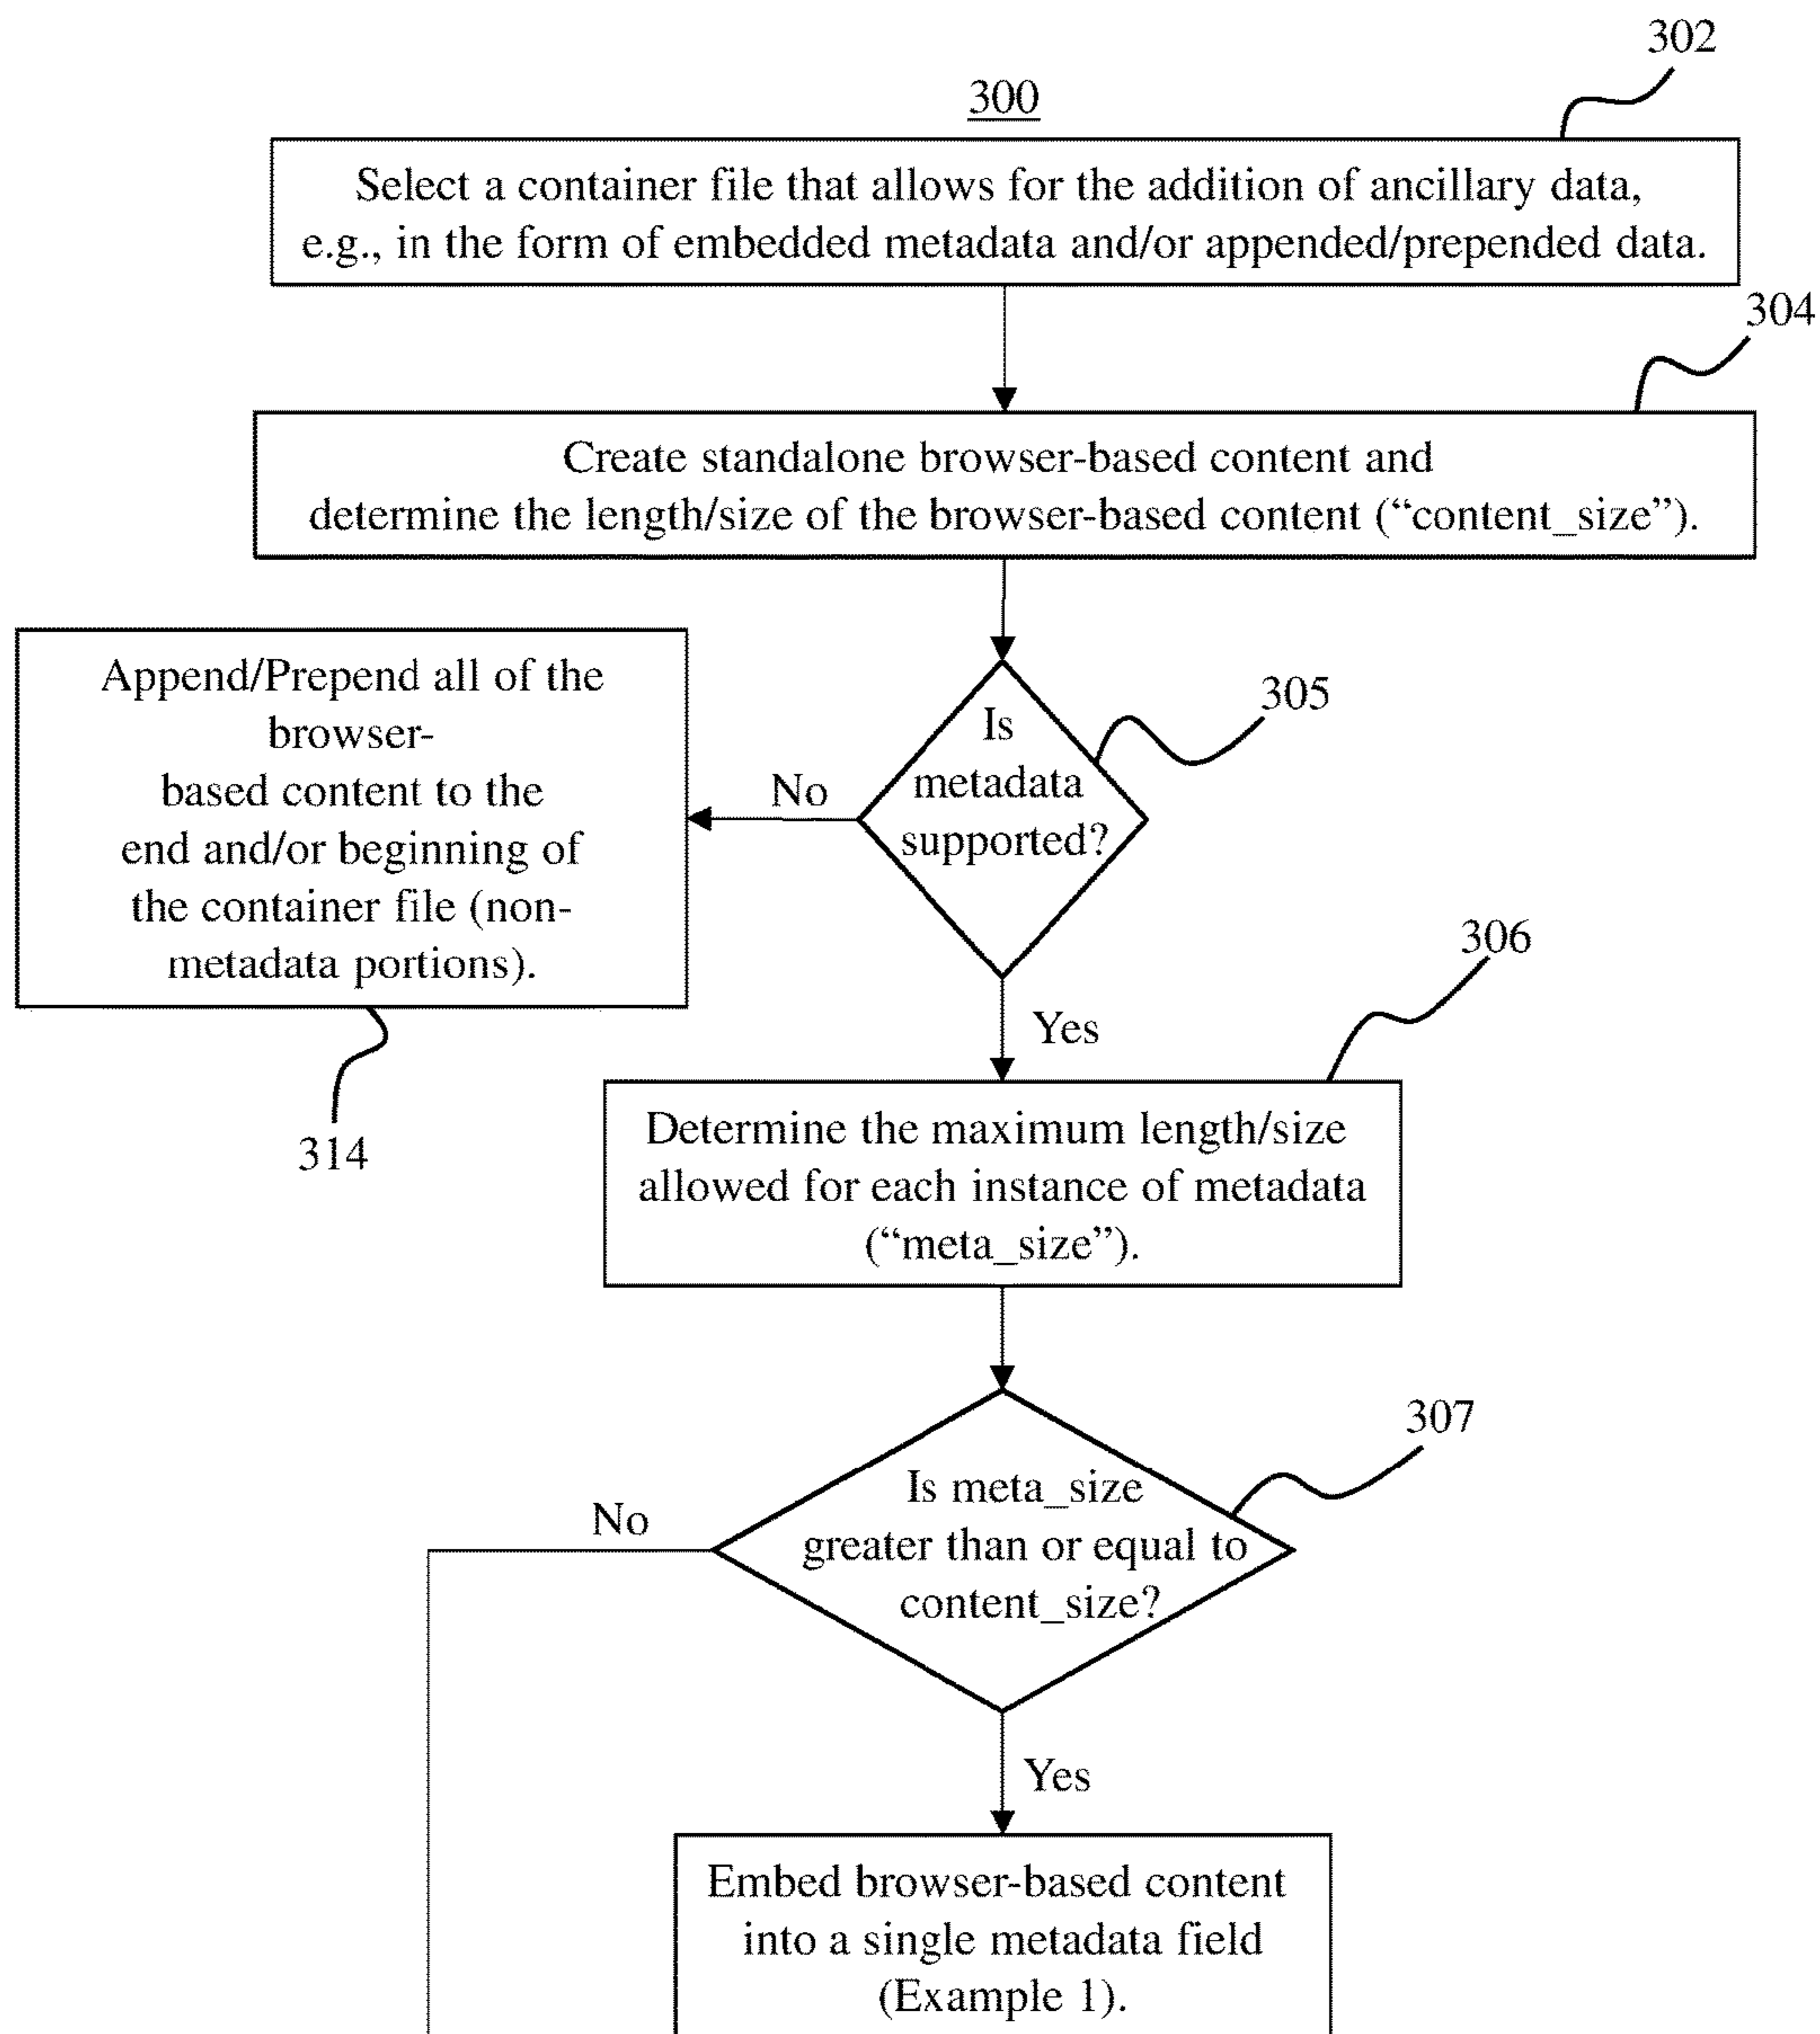 302
300
Select a container file that allows for the addition of ancillary data,
e.g., in the form of embedded metadata and/or appended/prepended data.
304
Create standalone browser-based content and
determine the length/size of the browser-based content (“content_size”).
Append/Prepend all of the
browser-
based content to the
end and/or beginning of
the container file (non-
metadata portions).
314
305
Is
metadata
supported?
No
Yes
306
Determine the maximum length/size
allowed for each instance of metadata
(“meta_size”).
307
Is meta_size
greater than or equal to
content_size?
No
Yes
Embed browser-based content
into a single metadata field
(Example 1).